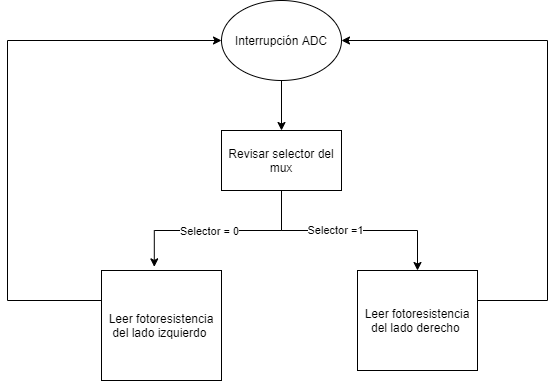 Interrupción ADC
Revisar selector del
mux
Selector = 0
Selector =1
Leer fotoresistencia
del lado izquierdo
Leer fotoresistencia
del lado derecho